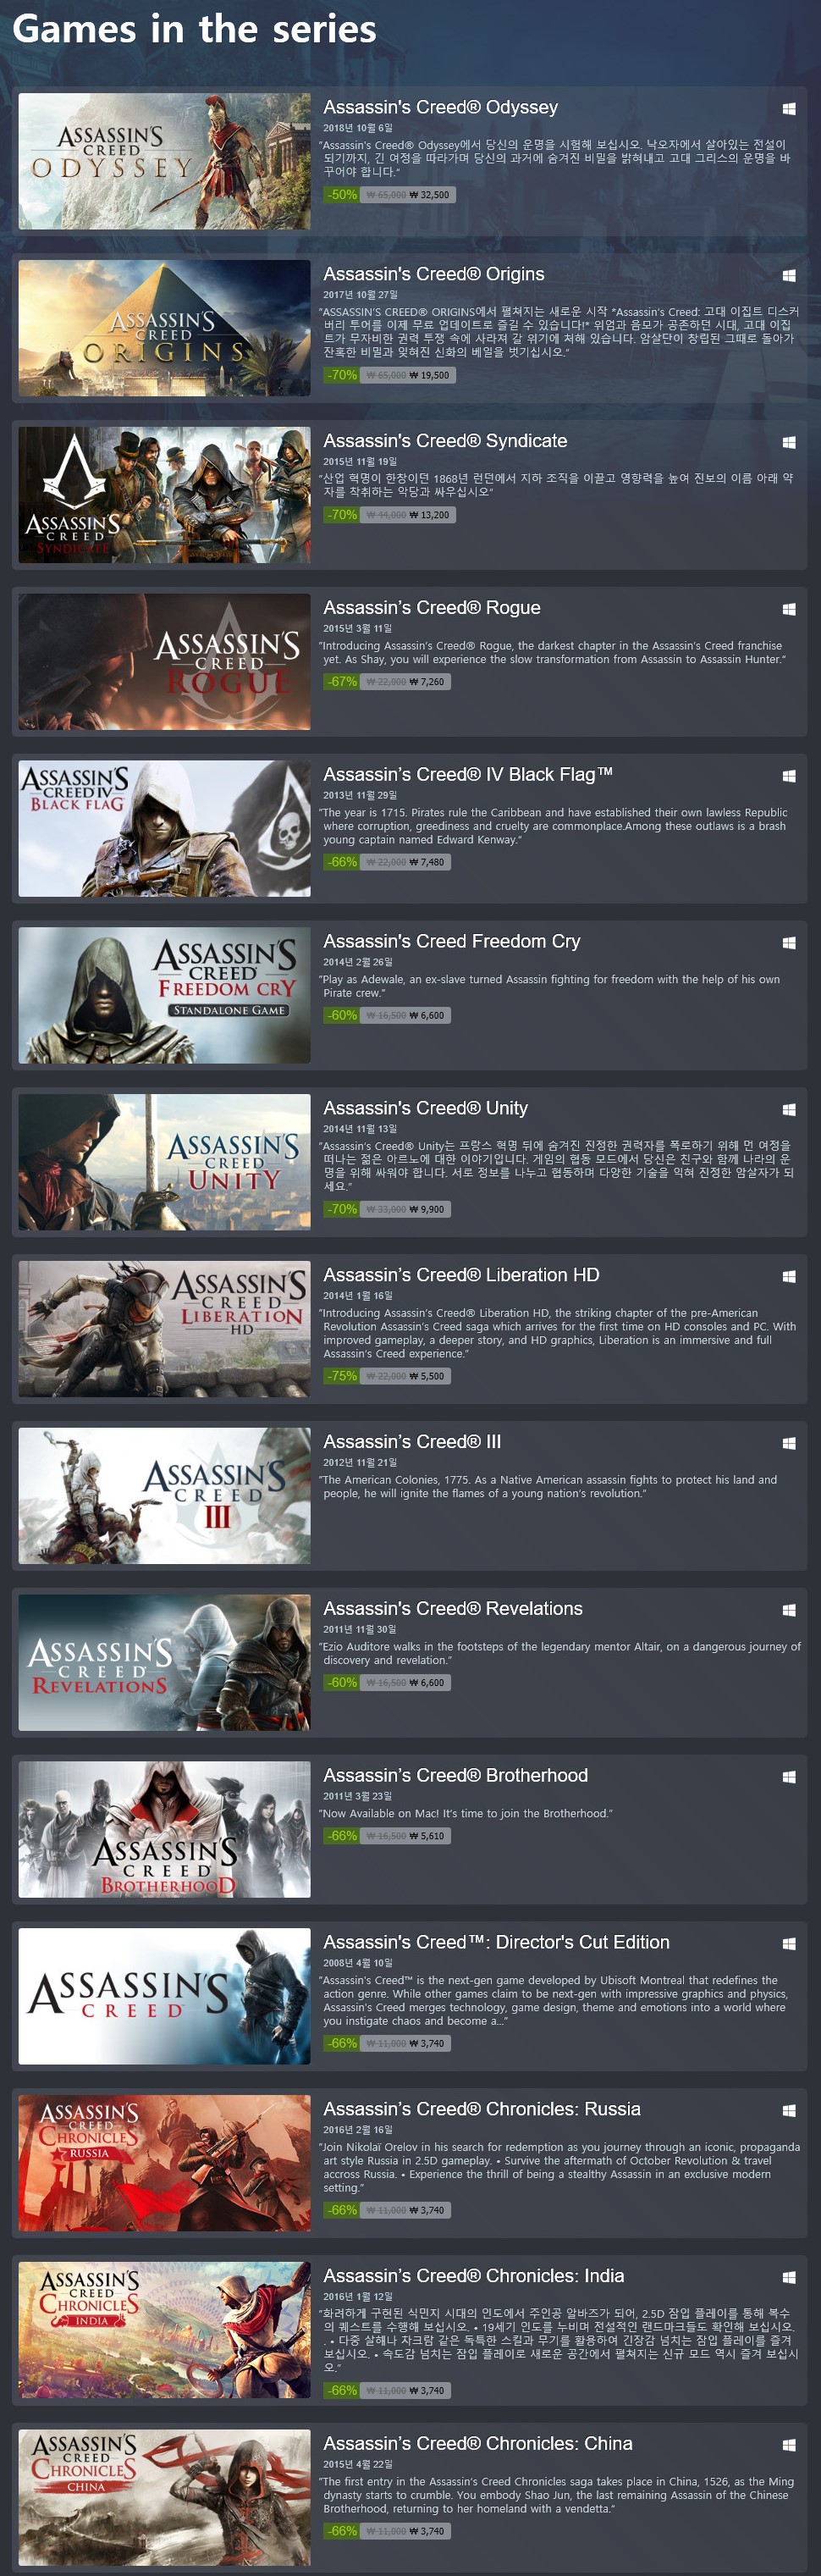 Games in the series
ASSASSIN'S
CREED
ODYSSEY
Assassin's Creed® Odyssey
2018년 10월 6일
"Assassin's Creed® Odyssey에서 당신의 운명을 시험해 보십시오. 낙오자에서 살아있는 전설이
되기까지, 긴 여정을 따라가며 당신의 과거에 숨겨진 비밀을 밝혀내고 고대 그리스의 운명을 바
꾸어야 합니다."
-50% ₩ 65,000 ₩ 32,500
ASSASSIN'S
CREED
ORIGINS
Assassin's Creed® Origins
2017년 10월 27일
"ASSASSIN'S CREED® ORIGINS에서 펼쳐지는 새로운 시작 *Assassin's Creed: 고대 이집트 디스커
버리 투어를 이제 무료 업데이트로 즐길 수 있습니다!* 위엄과 음모가 공존하던 시대, 고대 이집
트가 무자비한 권력 투쟁 속에 사라져 갈 위기에 처해 있습니다. 암살단이 창립된 그때로 돌아가
잔혹한 비밀과 잊혀진 신화의 베일을 벗기십시오."
-70% ₩ 65,000 ₩ 19,500
ASSASSIN'S
CREED
SYNDICATE
Assassin's Creed® Syndicate
2015년 11월 19일
"산업 혁명이 한창이던 1868년 런던에서 지하 조직을 이끌고 영향력을 높여 진보의 이름 아래 약
자를 착취하는 악당과 싸우십시오"
-70% ₩ 44,000 ₩ 13,200
ASSASSIN'S
CREED
ROGUE
Assassin's Creed® Rogue
2015년 3월 11일
"Introducing Assassin's Creed® Rogue, the darkest chapter in the Assassin's Creed franchise
yet. As Shay, you will experience the slow transformation from Assassin to Assassin Hunter."
-67% ₩ 22,000 ₩ 7,260
ASSASSIN'S
CREED IV
BLACK FLAG
Assassin's Creed® IV Black Flag™
2013년 11월 29일
"The year is 1715. Pirates rule the Caribbean and have established their own lawless Republic
where corruption, greediness and cruelty are commonplace.Among these outlaws is a brash
young captain named Edward Kenway."
-66% ₩ 22,000 ₩ 7,480
ASSASSIN'S
CREED
FREEDOM CRY
STANDALONE GAME
Assassin's Creed Freedom Cry
2014년 2월 26일
"Play as Adewale, an ex-slave turned Assassin fighting for freedom with the help of his own
Pirate crew."
-60% ₩ 16,500 ₩ 6,600
ASSASSIN'S
CREED
UNITY
Assassin's Creed® Unity
2014년 11월 13일
"Assassin's Creed® Unity는 프랑스 혁명 뒤에 숨겨진 진정한 권력자를 폭로하기 위해 먼 여정을
떠나는 젊은 아르노에 대한 이야기입니다. 게임의 협동 모드에서 당신은 친구와 함께 나라의 운
명을 위해 싸워야 합니다. 서로 정보를 나누고 협동하며 다양한 기술을 익혀 진정한 암살자가 되
세요."
-70% ₩ 33,000 ₩ 9,900
ASSASSIN'S
CREED
LIBERATION
HD
Assassin's Creed® Liberation HD
2014년 1월 16일
"Introducing Assassin's Creed® Liberation HD, the striking chapter of the pre-American
Revolution Assassin's Creed saga which arrives for the first time on HD consoles and PC. With
improved gameplay, a deeper story, and HD graphics, Liberation is an immersive and full
Assassin's Creed experience."
-75% ₩ 22,000 ₩ 5,500
ASSASSIN'S
CREED
III
Assassin's Creed® III
2012년 11월 21일
"The American Colonies, 1775. As a Native American assassin fights to protect his land and
people, he will ignite the flames of a young nation's revolution."
ASSASSIN'S
CREED
REVELATIONS
Assassin's Creed® Revelations
2011년 11월 30일
"Ezio Auditore walks in the footsteps of the legendary mentor Altair, on a dangerous journey of
discovery and revelation."
-60% ₩ 16,500 ₩ 6,600
ASSASSIN'S
CREED
BROTHERHOOD
Assassin's Creed® Brotherhood
2011년 3월 23일
"Now Available on Mac! It's time to join the Brotherhood."
-66% ₩ 16,500 ₩ 5,610
ASSASSIN'S
CREED
Assassin's Creed™: Director's Cut Edition
2008년 4월 10일
"Assassin's Creed™ is the next-gen game developed by Ubisoft Montreal that redefines the
action genre. While other games claim to be next-gen with impressive graphics and physics,
Assassin's Creed merges technology, game design, theme and emotions into a world where
you instigate chaos and become a..."
-66% ₩ 11,000 ₩ 3,740
ASSASSIN'S
CREED
CHRONICLES
RUSSIA
Assassin's Creed® Chronicles: Russia
2016년 2월 16일
"Join Nikolaï Orelov in his search for redemption as you journey through an iconic, propaganda
art style Russia in 2.5D gameplay. • Survive the aftermath of October Revolution & travel
accross Russia. • Experience the thrill of being a stealthy Assassin in an exclusive modern
setting."
-66% ₩ 11,000 ₩ 3,740
ASSASSIN'S
CREED
CHRONICLES
INDIA
Assassin's Creed® Chronicles: India
2016년 1월 12일
"화려하게 구현된 식민지 시대의 인도에서 주인공 알바즈가 되어, 2.5D 잠입 플레이를 통해 복수
의 퀘스트를 수행해 보십시오. • 19세기 인도를 누비며 전설적인 랜드마크들도 확인해 보십시오.
. • 다중 살해나 차크람 같은 독특한 스킬과 무기를 활용하여 긴장감 넘치는 잠입 플레이를 즐겨
보십시오. • 속도감 넘치는 잠입 플레이로 새로운 공간에서 펼쳐지는 신규 모드 역시 즐겨 보십시
오."
-66% ₩ 11,000 ₩ 3,740
ASSASSIN'S
CREED
CHRONICLES
CHINA
Assassin's Creed® Chronicles: China
2015년 4월 22일
"The first entry in the Assassin's Creed Chronicles saga takes place in China, 1526, as the Ming
dynasty starts to crumble. You embody Shao Jun, the last remaining Assassin of the Chinese
Brotherhood, returning to her homeland with a vendetta."
-66% ₩ 11,000 ₩ 3,740